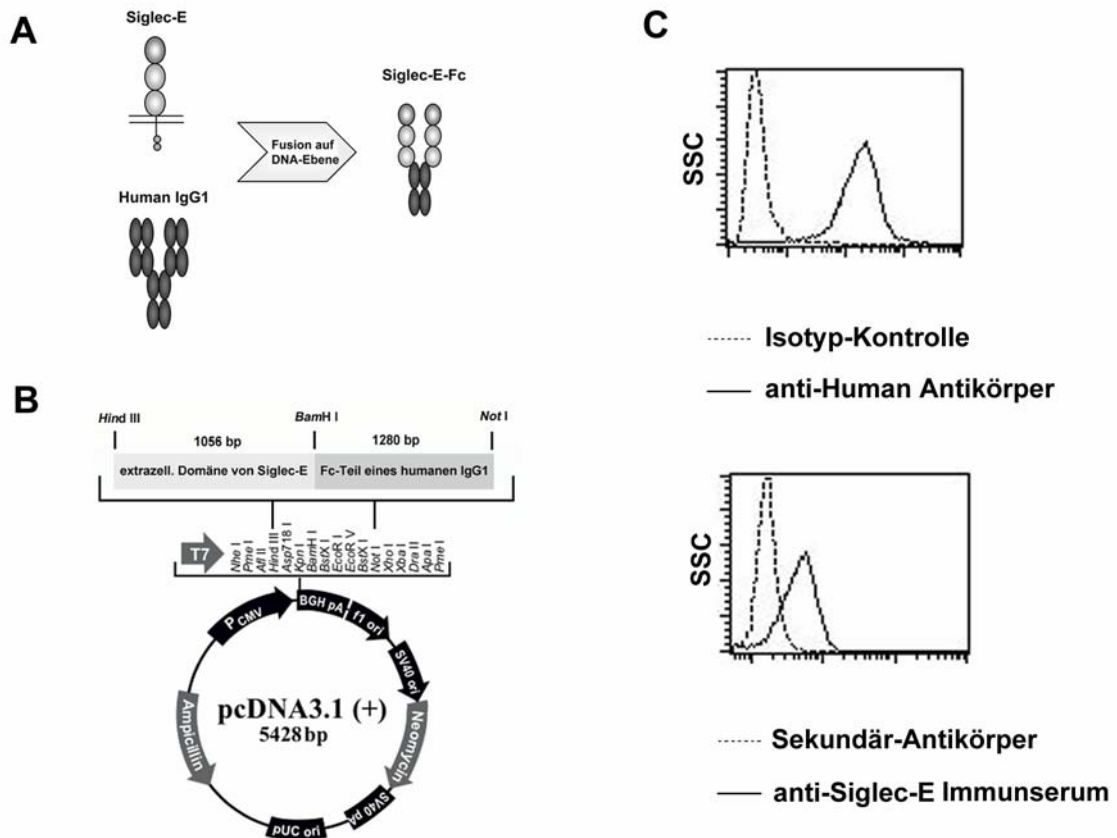 A
Siglec-E
Human IgG1
Fusion auf
DNA-Ebene
Siglec-E-Fc
B
Hind III
BamH I
Not I
1056 bp
1280 bp
extrazell. Domäne von Siglec-E
Fc-Teil eines humanen IgG1
T7
Nhe I
Pme I
Afl II
Hind III
Asp718 I
Kpn I
BamH I
BstX I
EcoR I
EcoR V
BstX I
Not I
Xho I
Xba I
Dra II
Apa I
Pme I
P CMV
BGH pA
f1 ori
SV40 ori
Neomycin
SV40 pA
pUC ori
Ampicillin
pcDNA3.1 (+)
5428bp
C
SSC
Isotyp-Kontrolle
anti-Human Antikörper
SSC
Sekundär-Antikörper
anti-Siglec-E Immunserum